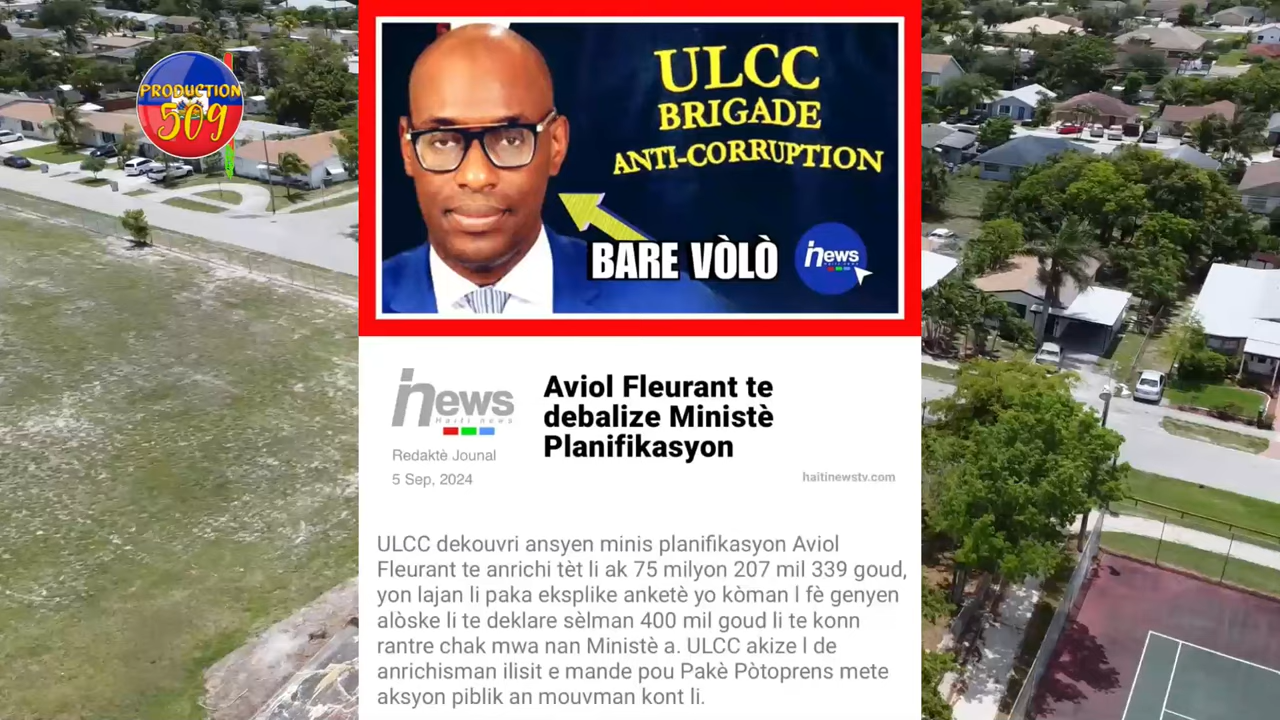 PRODUCTION
509
ULCC
BRIGADE
ANTI-CORRUPTION
BARE VÒLÒ
inews
inews
Haiti news
Aviol Fleurant te
debalize Ministè
Planifikasyon
Redaktè Jounal
5 Sep, 2024
haitinewstv.com
ULCC dekouvri ansyen minis planifikasyon Aviol
Fleurant te anrichi tèt li ak 75 milyon 207 mil 339 goud,
yon lajan li paka eksplike anketè yo kòman l fè genyen
alòske li te deklare sèlman 400 mil goud li te konn
rantre chak mwa nan Ministè a. ULCC akize l de
anrichisman ilisit e mande pou Pakè Pòtoprens mete
aksyon piblik an mouvman kont li.